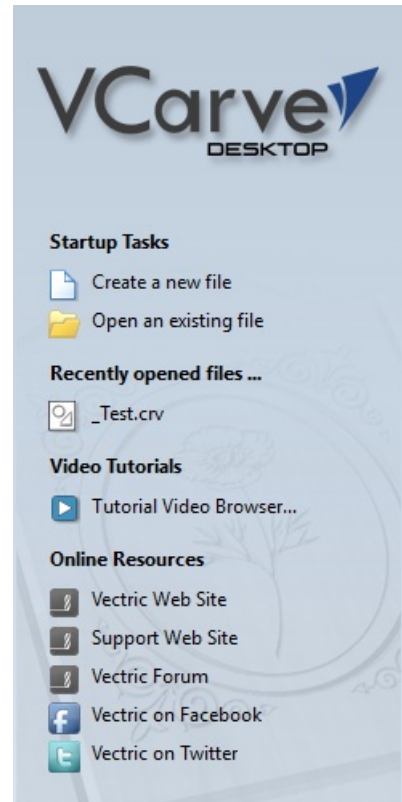 VCarve
DESKTOP
Startup Tasks
Create a new file
Open an existing file
Recently opened files ...
_Test.crv
Video Tutorials
Tutorial Video Browser...
Online Resources
Vectric Web Site
Support Web Site
Vectric Forum
Vectric on Facebook
Vectric on Twitter